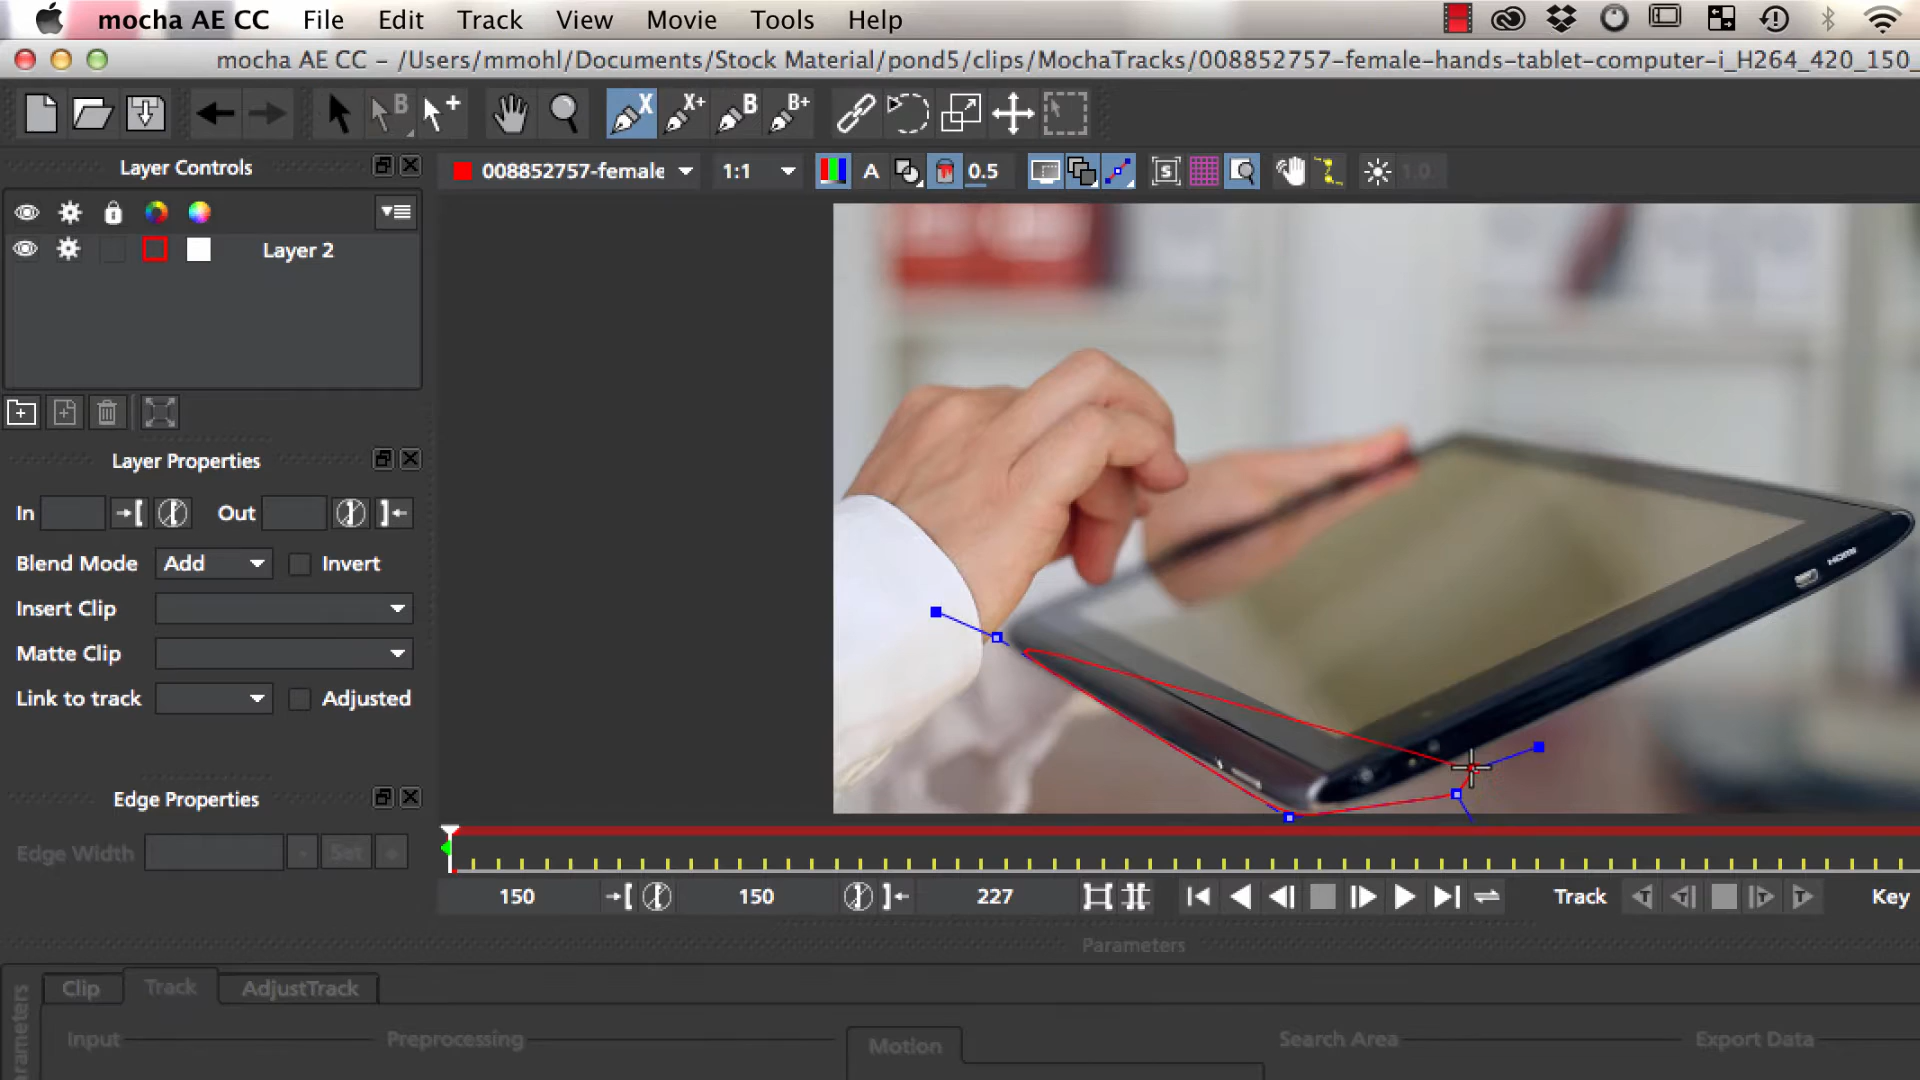 mocha AE CC File Edit Track View Movie Tools Help
mocha AE CC – /Users/mmohl/Documents/Stock Material/pond5/clips/MochaTracks/008852757-female-hands-tablet-computer-i_H264_420_150_
X X+ B B+
Layer Controls
008852757-female 1:1 A 0.5 S 1.0
Layer 2
Layer Properties
In Out
Blend Mode Add Invert
Insert Clip
Matte Clip
Link to track Adjusted
HDMI
Edge Properties
Edge Width - Set
150 150 227 Track Key
Parameters
Clip Track AdjustTrack
Input Preprocessing Motion Search Area Export Data